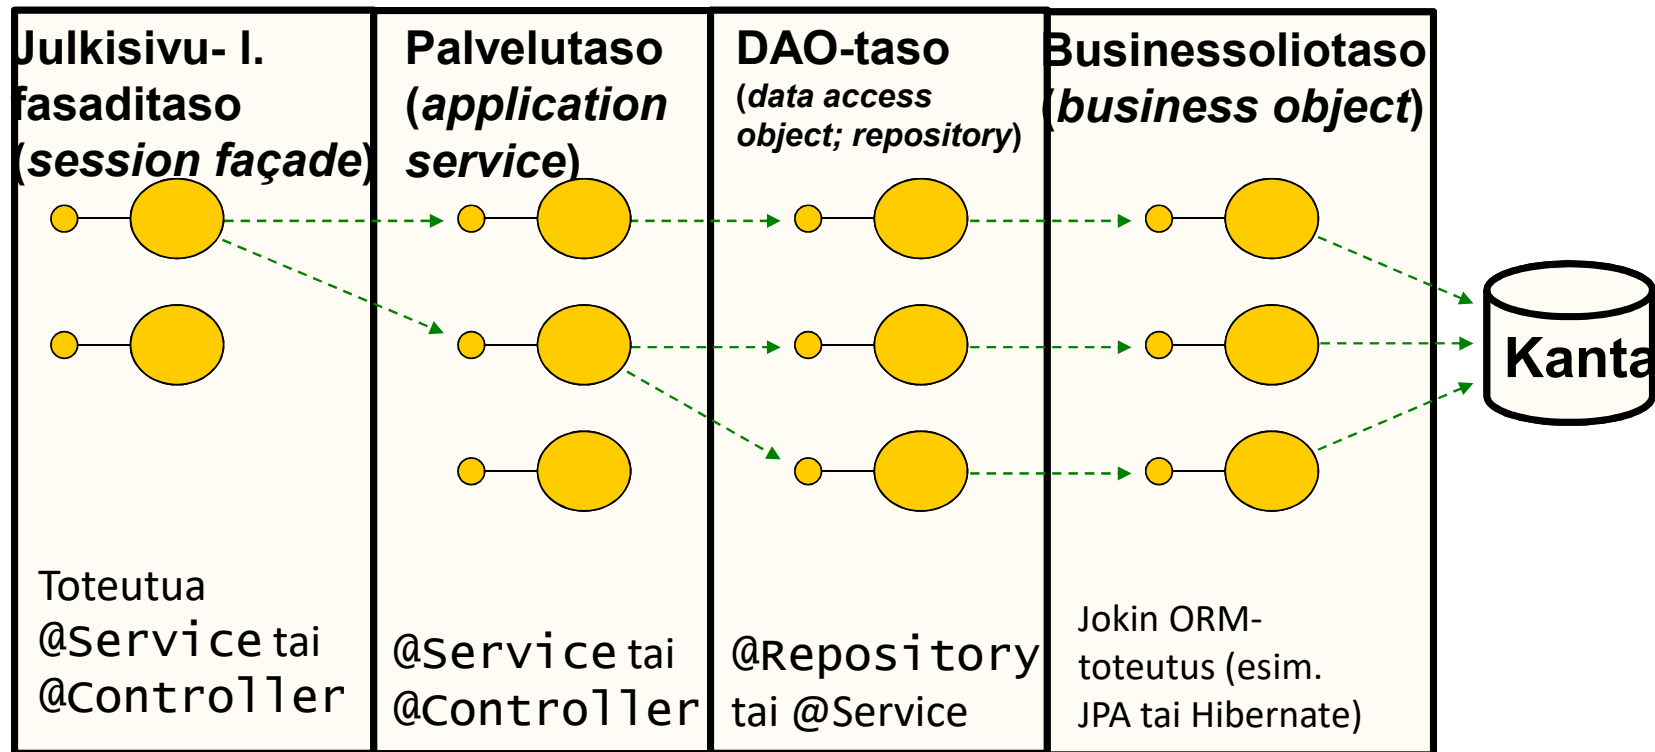 Julkisivu- l.
fasaditaso
(session façade)
Palvelutaso
(application
service)
DAO-taso
(data access
object; repository)
Businessoliotaso
(business object)
Kanta
Toteutua
@Service tai
@Controller
@Service tai
@Controller
@Repository
tai @Service
Jokin ORM-
toteutus (esim.
JPA tai Hibernate)